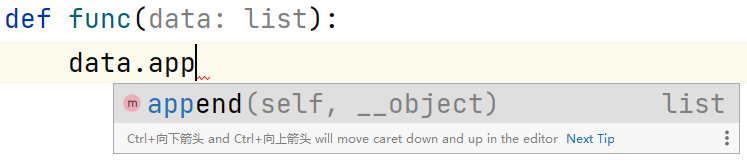 def func(data: list):
data.app
m append(self, __object) list
Ctrl+向下箭头 and Ctrl+向上箭头 will move caret down and up in the editor Next Tip